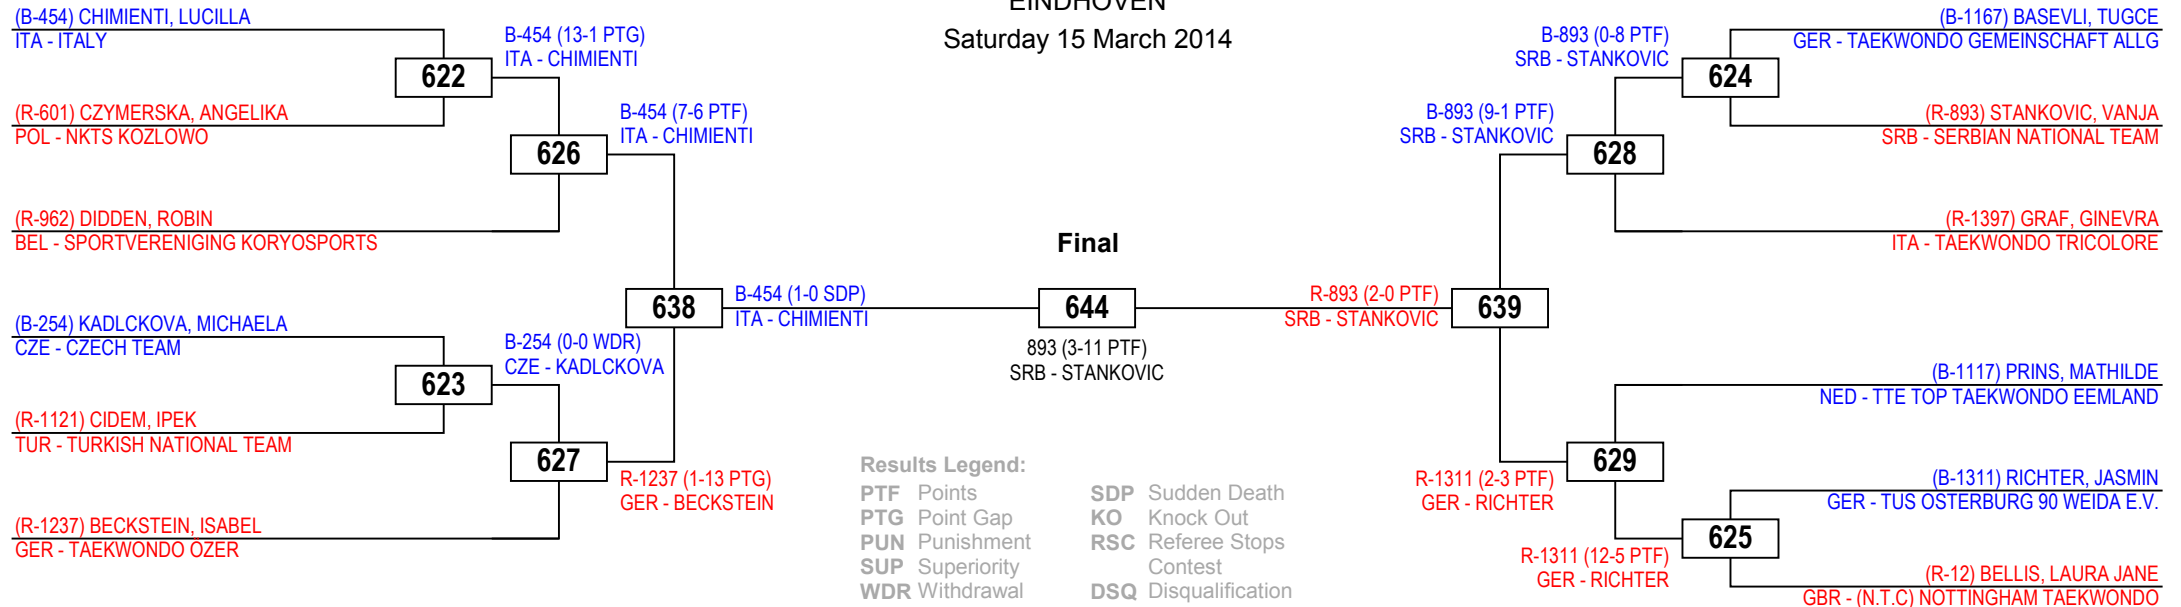 EINDHOVEN
Saturday 15 March 2014
(B-454) CHIMIENTI, LUCILLA
ITA - ITALY
B-454 (13-1 PTG)
ITA - CHIMIENTI
622
(R-601) CZYMERSKA, ANGELIKA
POL - NKTS KOZLOWO
B-454 (7-6 PTF)
ITA - CHIMIENTI
626
(R-962) DIDDEN, ROBIN
BEL - SPORTVERENIGING KORYOSPORTS
638
B-454 (1-0 SDP)
ITA - CHIMIENTI
(B-254) KADLCKOVA, MICHAELA
CZE - CZECH TEAM
B-254 (0-0 WDR)
CZE - KADLCKOVA
623
(R-1121) CIDEM, IPEK
TUR - TURKISH NATIONAL TEAM
627
R-1237 (1-13 PTG)
GER - BECKSTEIN
(R-1237) BECKSTEIN, ISABEL
GER - TAEKWONDO OZER
Final
644
893 (3-11 PTF)
SRB - STANKOVIC
Results Legend:
PTF Points
PTG Point Gap
PUN Punishment
SUP Superiority
WDR Withdrawal
SDP Sudden Death
KO Knock Out
RSC Referee Stops
Contest
DSQ Disqualification
(B-1167) BASEVLI, TUGCE
GER - TAEKWONDO GEMEINSCHAFT ALLG
B-893 (0-8 PTF)
SRB - STANKOVIC
624
(R-893) STANKOVIC, VANJA
SRB - SERBIAN NATIONAL TEAM
B-893 (9-1 PTF)
SRB - STANKOVIC
628
(R-1397) GRAF, GINEVRA
ITA - TAEKWONDO TRICOLORE
R-893 (2-0 PTF)
SRB - STANKOVIC
639
(B-1117) PRINS, MATHILDE
NED - TTE TOP TAEKWONDO EEMLAND
629
R-1311 (2-3 PTF)
GER - RICHTER
(B-1311) RICHTER, JASMIN
GER - TUS OSTERBURG 90 WEIDA E.V.
625
R-1311 (12-5 PTF)
GER - RICHTER
(R-12) BELLIS, LAURA JANE
GBR - (N.T.C) NOTTINGHAM TAEKWONDO